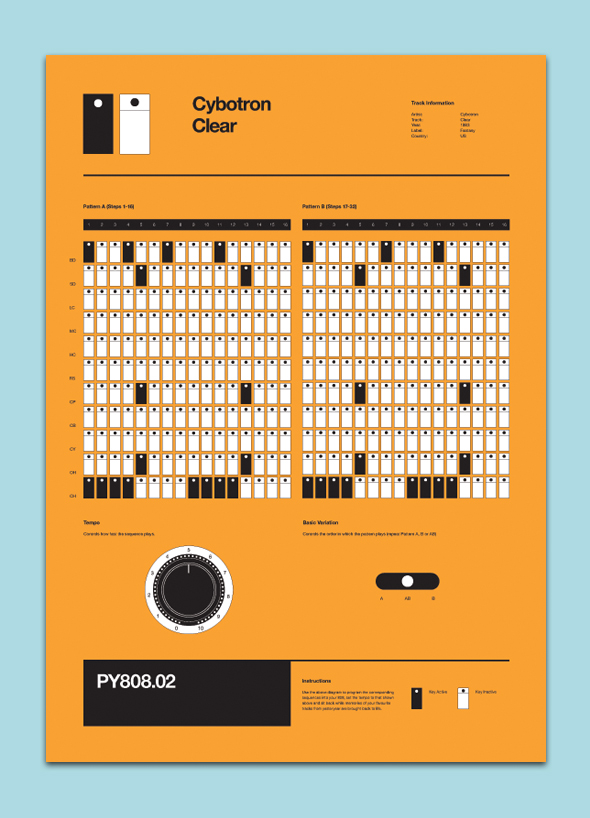 Cybotron
Clear
Track Information
Artist: Cybotron
Track: Clear
Year: 1983
Label: Fantasy
Country: US
Pattern A (Steps 1-16)
Pattern B (Steps 17-32)
1 2 3 4 5 6 7 8 9 10 11 12 13 14 15 16
1 2 3 4 5 6 7 8 9 10 11 12 13 14 15 16
BD
SD
LC
MC
HC
RS
CP
CB
CY
OH
CH
Tempo
Controls how fast the sequence plays.
Basic Variation
Controls the order in which the pattern plays (repeat Pattern A, B or AB)
0 1 2 3 4 5 6 7 8 9 10
A AB B
PY808.02
Instructions
Use the above diagram to program the corresponding
sequence into your 808, set the tempo to that shown
above and sit back while memories of your favourite
tracks from yesteryear are brought back to life.
Key Active
Key Inactive